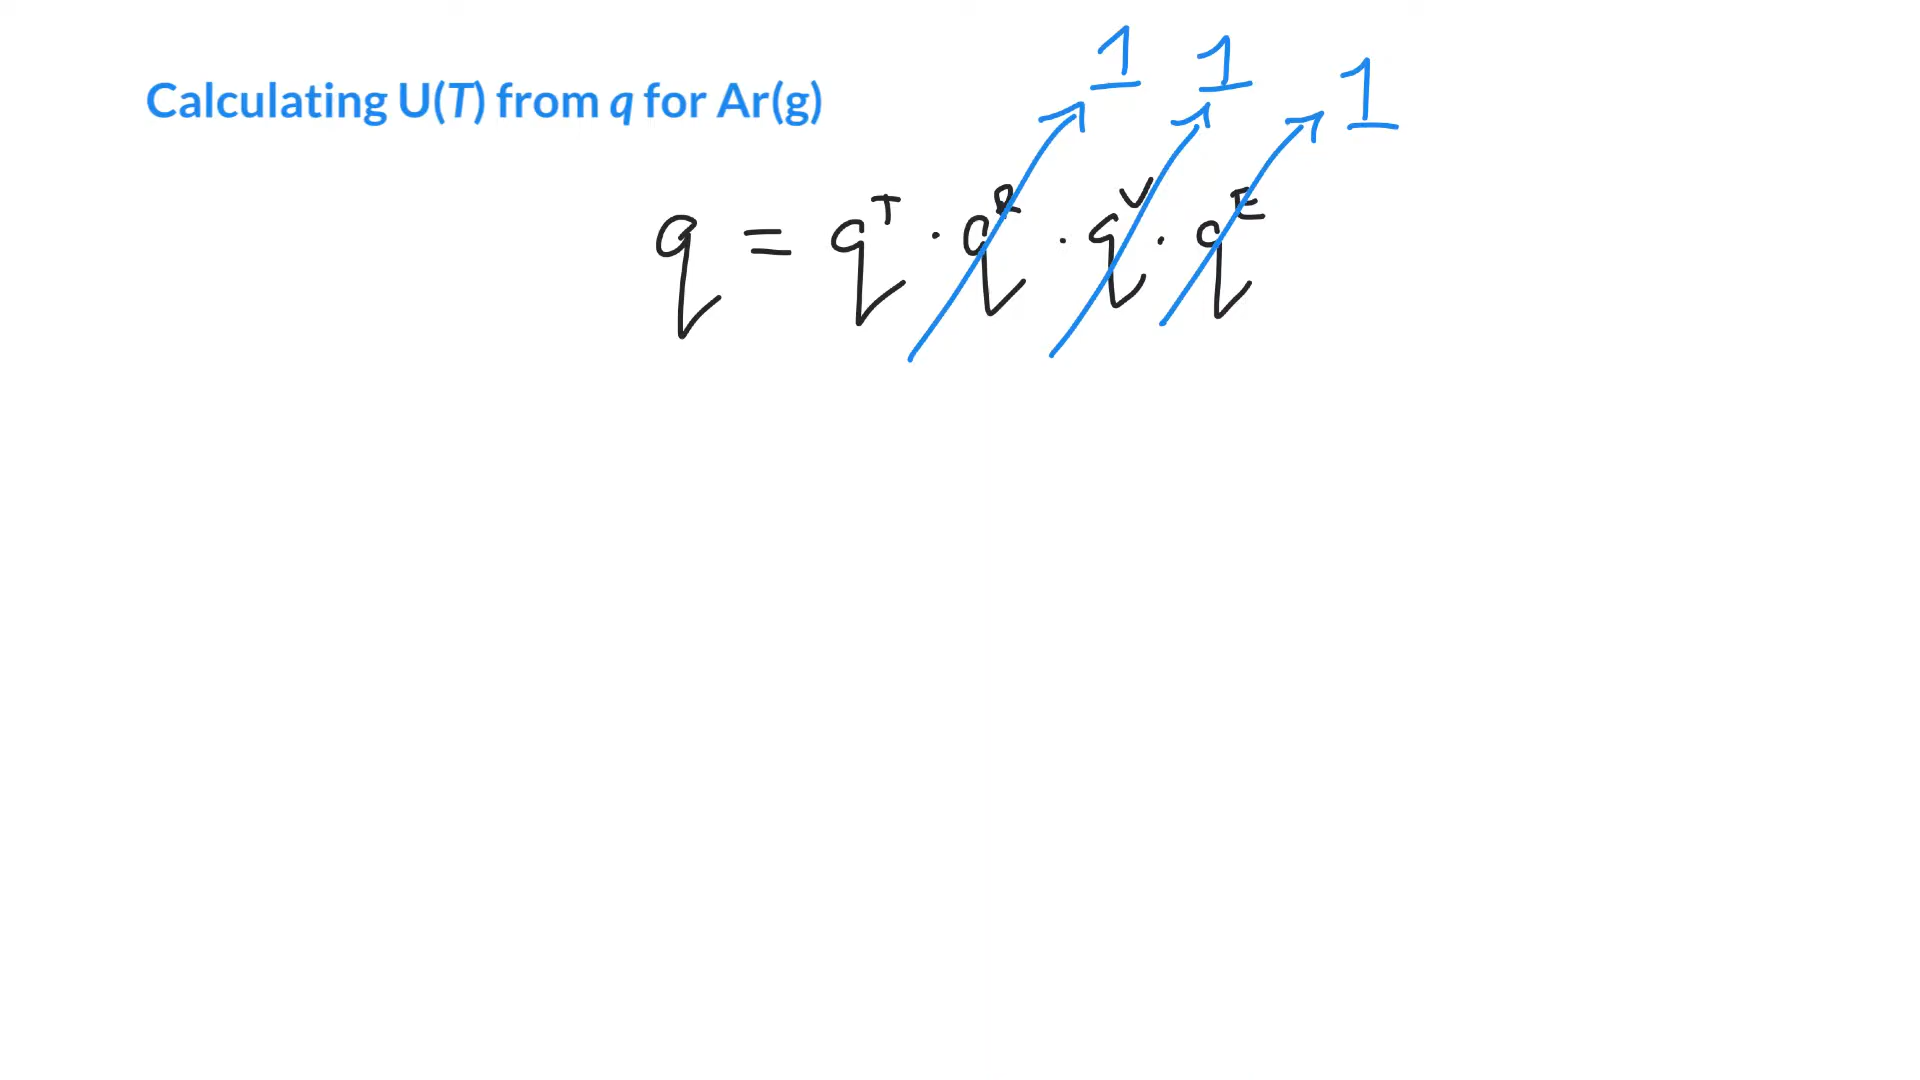 1 1 1
Calculating U(T) from q for Ar(g)
q = q^T · q^R · q^V · q^E